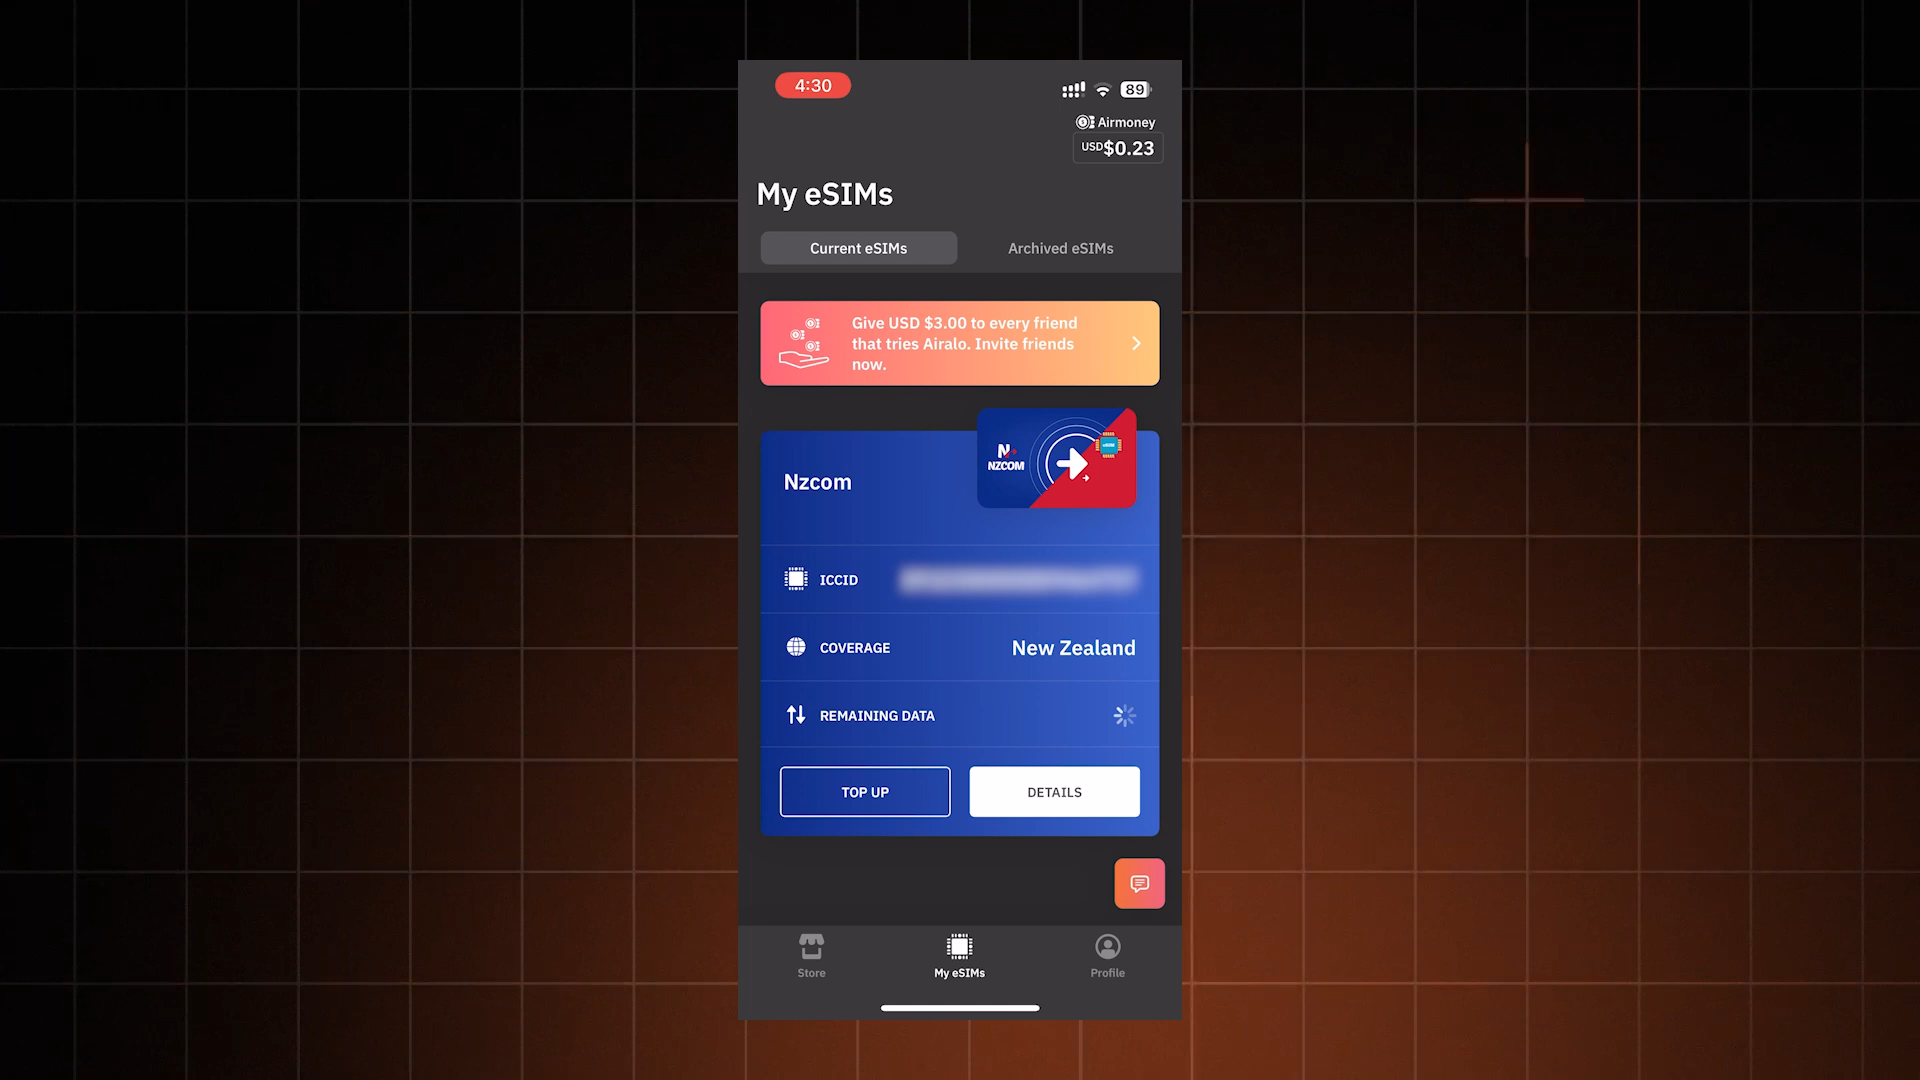 4:30
89
Airmoney
USD$0.23
My eSIMs
Current eSIMs
Archived eSIMs
Give USD $3.00 to every friend
that tries Airalo. Invite friends
now.
Nzcom
N
NZCOM
ICCID
COVERAGE
New Zealand
REMAINING DATA
TOP UP
DETAILS
Store
My eSIMs
Profile